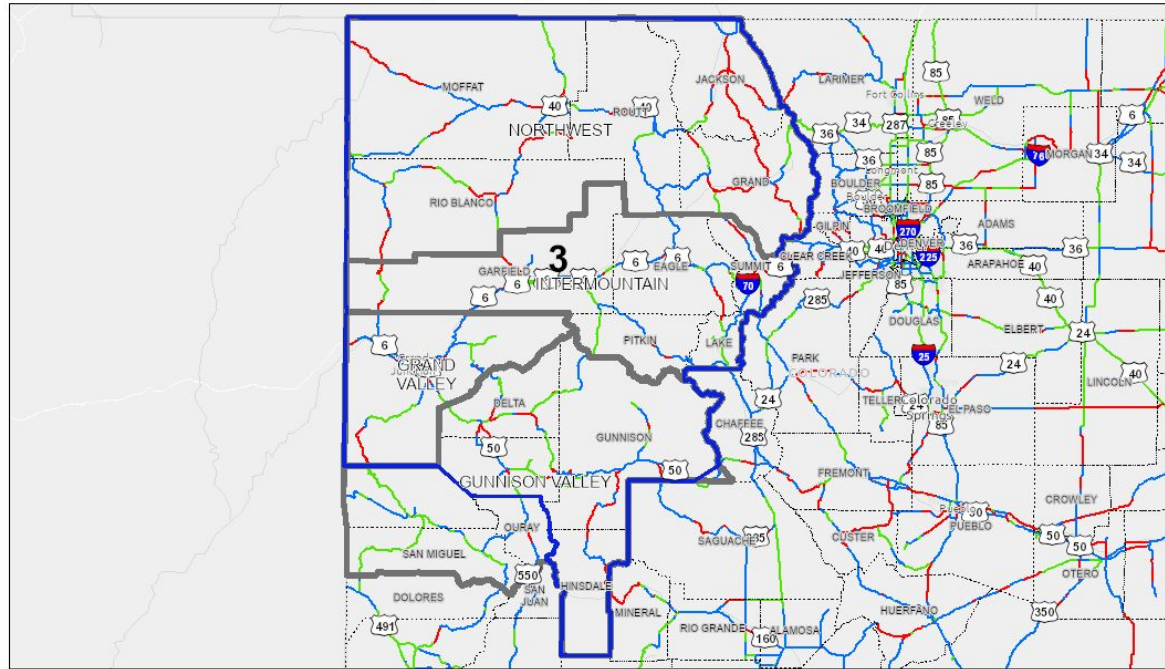 JACKSON
LARIMER
85
MOFFAT
Fort Collins
WELD
40
40
ROUTT
34
287
85
Greeley
6
NORTHWEST
36
36
85
76
MORGAN
34
34
Longmont
GRAND
BOULDER
Boulder
85
RIO BLANCO
BROOMFIELD
GILPIN
270
ADAMS
3
40
40
DENVER
36
36
6
6
EAGLE
SUMMIT
6
CLEAR CREEK
225
ARAPAHOE
40
GARFIELD
6
INTERMOUNTAIN
70
JEFFERSON
85
6
285
40
DOUGLAS
ELBERT
24
6
PITKIN
LAKE
PARK
25
24
GRAND
VALLEY
COLORADO
40
LINCOLN
24
TELLER
24
Colorado
Springs
EL PASO
DELTA
CHAFFEE
85
50
GUNNISON
285
50
FREMONT
GUNNISON VALLEY
CROWLEY
Pueblo
PUEBLO
50
50
OURAY
SAGUACHE
CUSTER
SAN MIGUEL
OTERO
550
SAN
JUAN
HINSDALE
DOLORES
MINERAL
HUERFANO
350
491
RIO GRANDE
ALAMOSA
160